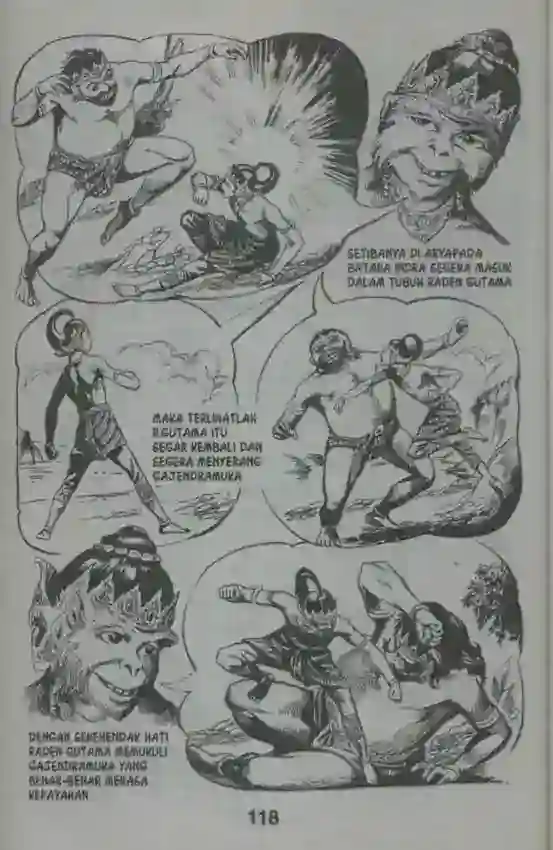 SETIBANYA DI ARYAPADA
BATARA INDRA SEGERA MASUK
DALAM TUBUH RADEN GUTAMA
MAKA TERLIHATLAH
R.GUTAMA ITU
SEGAR KEMBALI DAN
SEGERA MENYERANG
GAJENDRAMUKA
DENGAN SEKEHENDAK HATI
RADEN GUTAMA MEMUKULI
GAJENDRAMUKA YANG
BENAR-BENAR MERASA
KEPAYAHAN
118